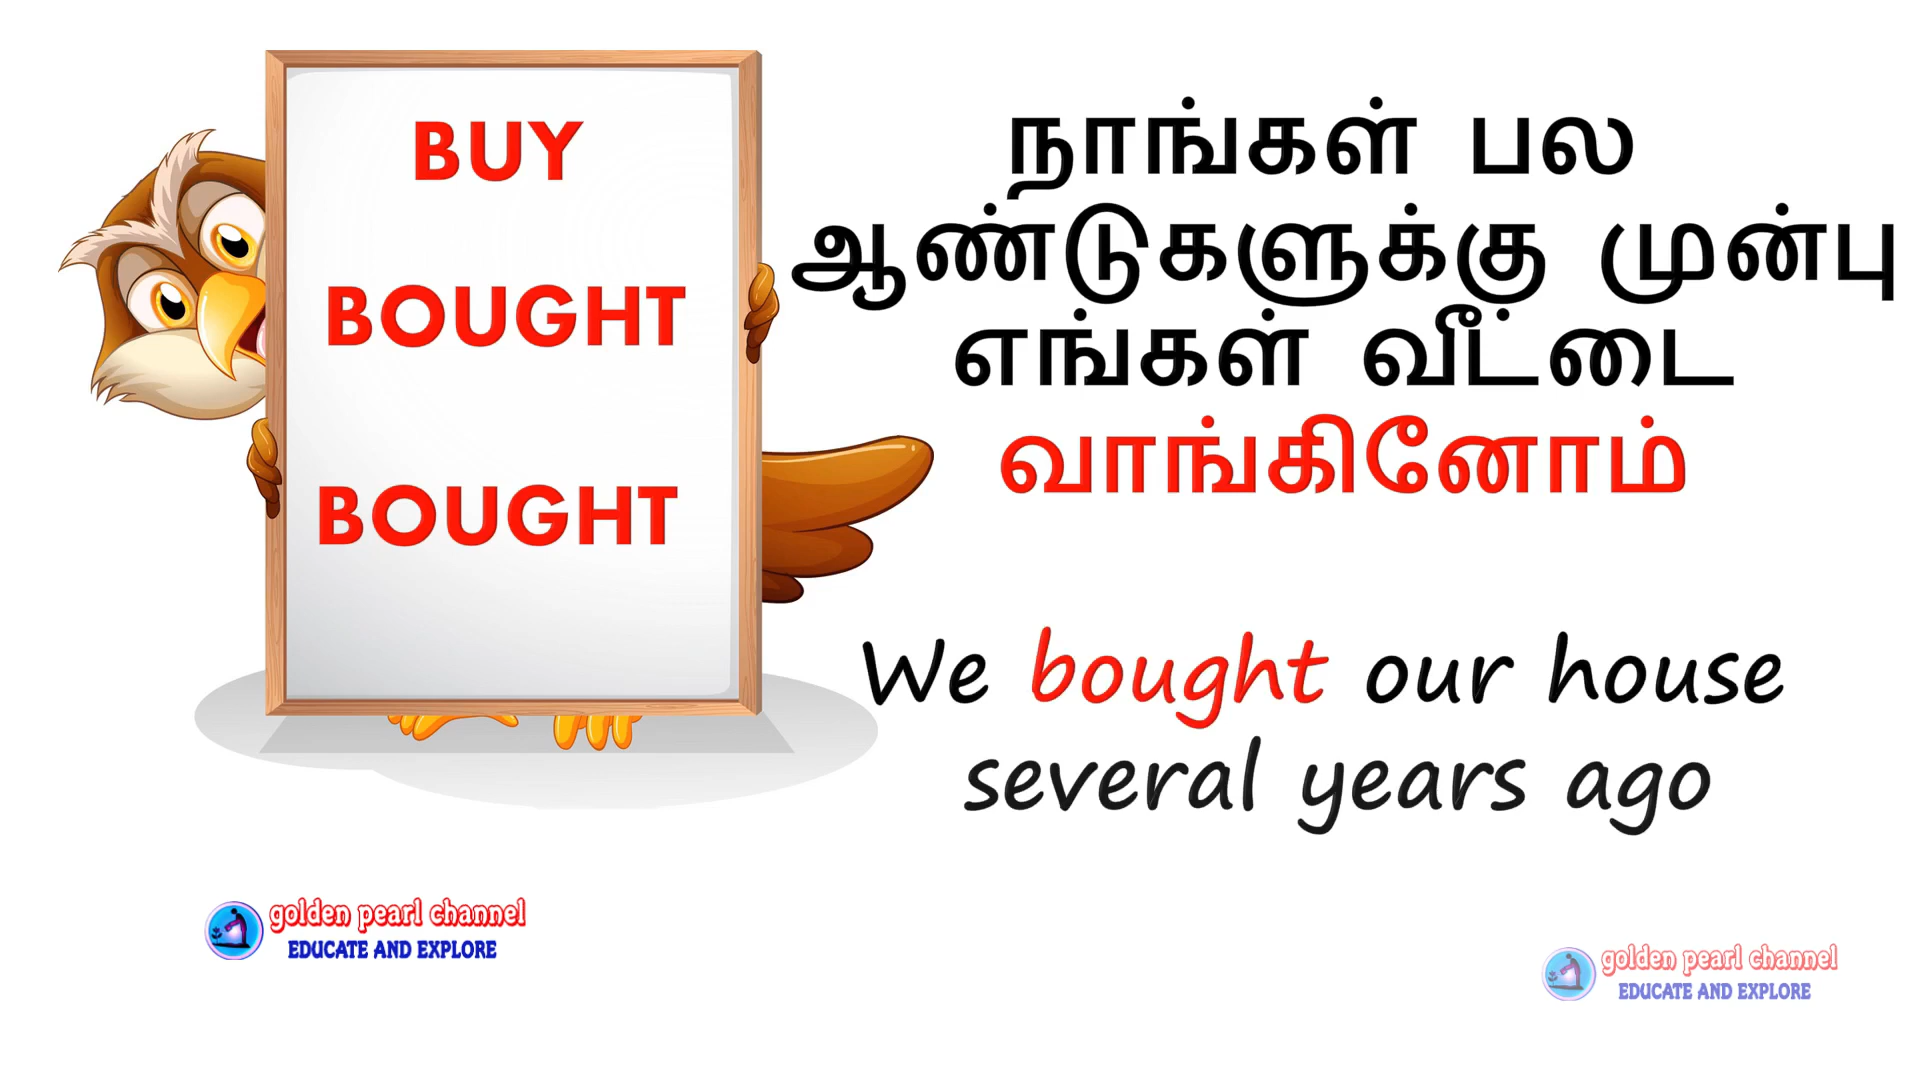 BUY
BOUGHT
BOUGHT
நாங்கள் பல
ஆண்டுகளுக்கு முன்பு
எங்கள் வீட்டை
வாங்கினோம்
We bought our house
several years ago
golden pearl channel
EDUCATE AND EXPLORE
golden pearl channel
EDUCATE AND EXPLORE